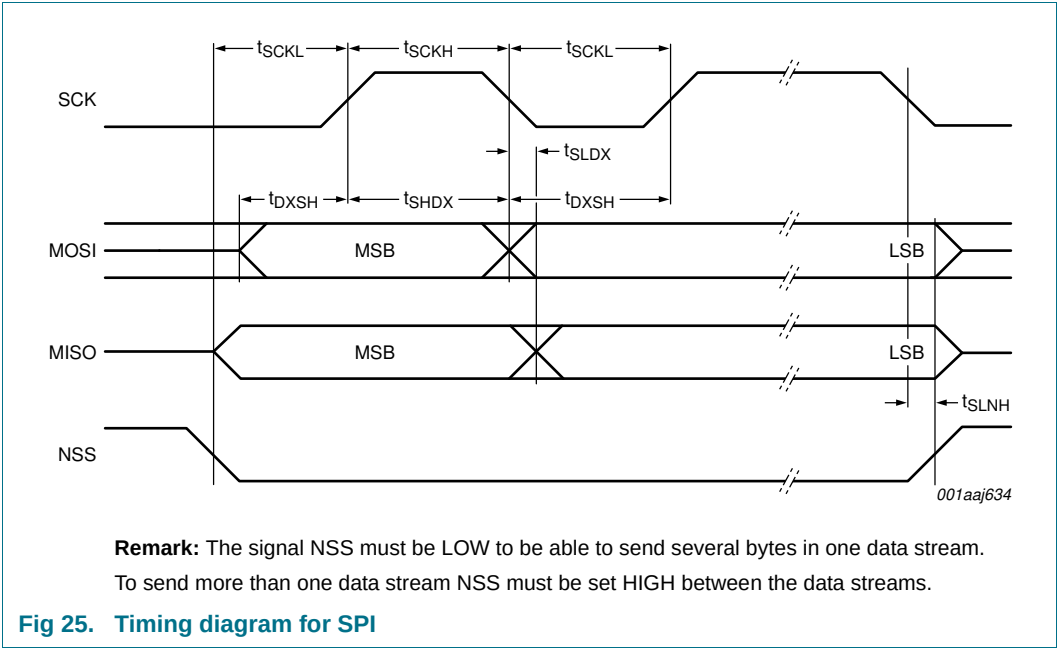 tSCKL tSCKH tSCKL
SCK
tSLDX
tDXSH tSHDX tDXSH
MOSI MSB LSB
MISO MSB LSB
tSLNH
NSS
001aaj634
Remark: The signal NSS must be LOW to be able to send several bytes in one data stream.
To send more than one data stream NSS must be set HIGH between the data streams.
Fig 25. Timing diagram for SPI